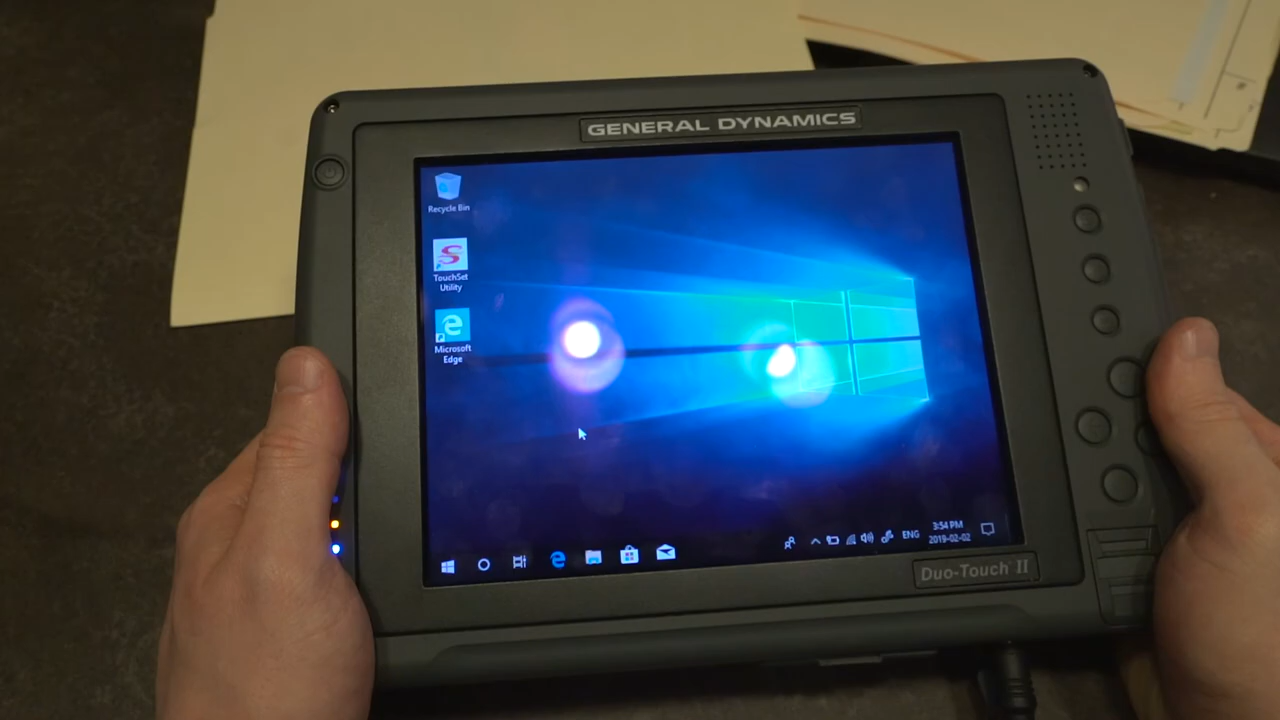 GENERAL DYNAMICS
Recycle Bin
TouchSet
Utility
Microsoft
Edge
ENG
3:54 PM
2019-02-02
Duo-Touch II